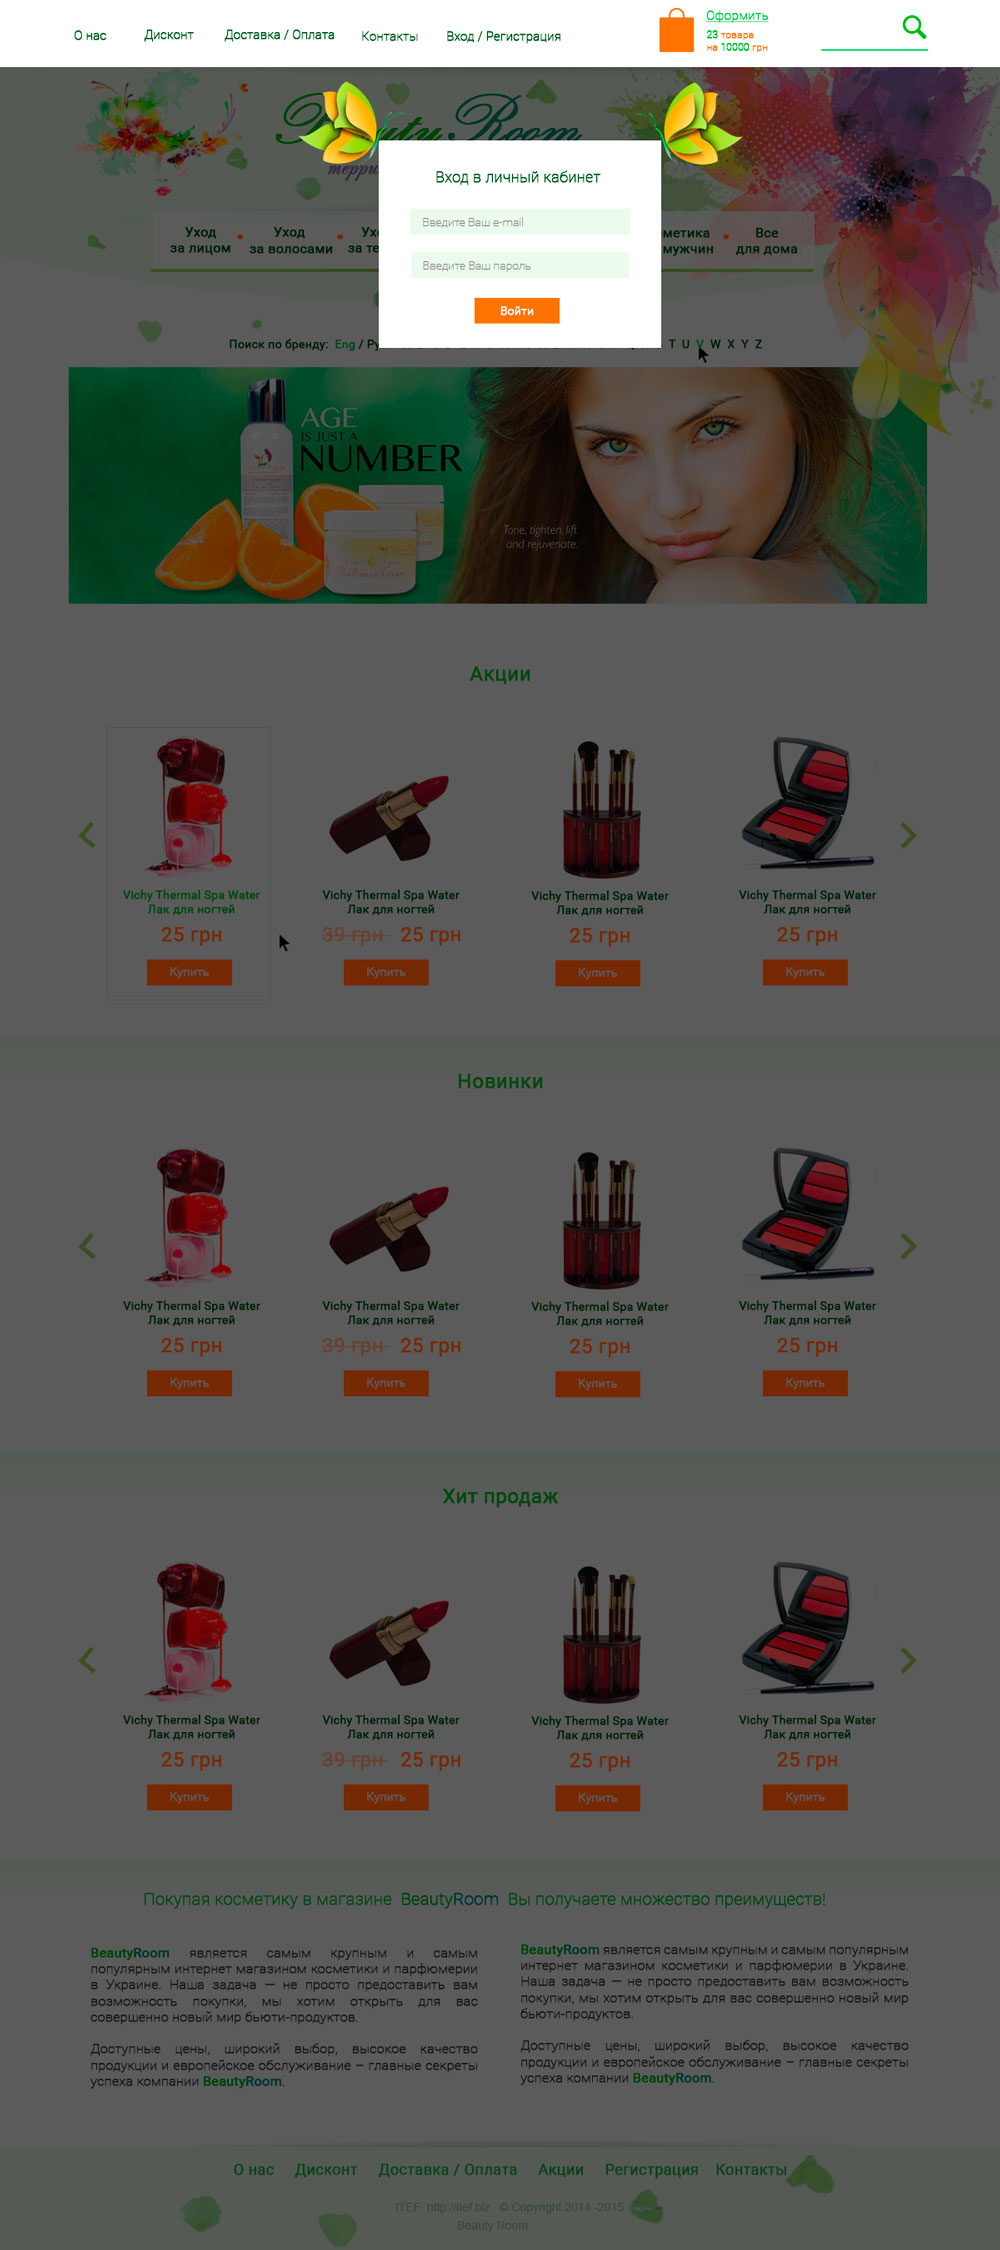 О нас Дисконт Доставка / Оплата Контакты Вход / Регистрация
Оформить
23 товара
на 10000 грн
Beauty Room
Вход в личный кабинет
Введите Ваш e-mail
Введите Ваш пароль
Войти
Уход
за лицом
Уход
за волосами
Все
для дома
Поиск по бренду: Eng /
T U V W X Y Z
AGE
IS JUST A
NUMBER
Tone, tighten, lift
and rejuvenate.
Radiance Cream
Акции
Vichy Thermal Spa Water Vichy Thermal Spa Water Vichy Thermal Spa Water Vichy Thermal Spa Water
Лак для ногтей Лак для ногтей Лак для ногтей Лак для ногтей
25 грн 39 грн 25 грн 25 грн 25 грн
Купить Купить Купить Купить
Новинки
Vichy Thermal Spa Water Vichy Thermal Spa Water Vichy Thermal Spa Water Vichy Thermal Spa Water
Лак для ногтей Лак для ногтей Лак для ногтей Лак для ногтей
25 грн 39 грн 25 грн 25 грн 25 грн
Купить Купить Купить Купить
Хит продаж
Vichy Thermal Spa Water Vichy Thermal Spa Water Vichy Thermal Spa Water Vichy Thermal Spa Water
Лак для ногтей Лак для ногтей Лак для ногтей Лак для ногтей
25 грн 39 грн 25 грн 25 грн 25 грн
Купить Купить Купить Купить
Покупая косметику в магазине BeautyRoom Вы получаете множество преимуществ!
BeautyRoom является самым крупным и самым
популярным интернет магазином косметики и парфюмерии
в Украине. Наша задача — не просто предоставить вам
возможность покупки, мы хотим открыть для вас
совершенно новый мир бьюти-продуктов.
Доступные цены, широкий выбор, высокое качество
продукции и европейское обслуживание – главные секреты
успеха компании BeautyRoom.
BeautyRoom является самым крупным и самым популярным
интернет магазином косметики и парфюмерии в Украине.
Наша задача — не просто предоставить вам возможность
покупки, мы хотим открыть для вас совершенно новый мир
бьюти-продуктов.
Доступные цены, широкий выбор, высокое качество
продукции и европейское обслуживание – главные секреты
успеха компании BeautyRoom.
О нас Дисконт Доставка / Оплата Акции Регистрация Контакты
ITEF http://itef.biz © Copyright 2014 -2015
Beauty Room